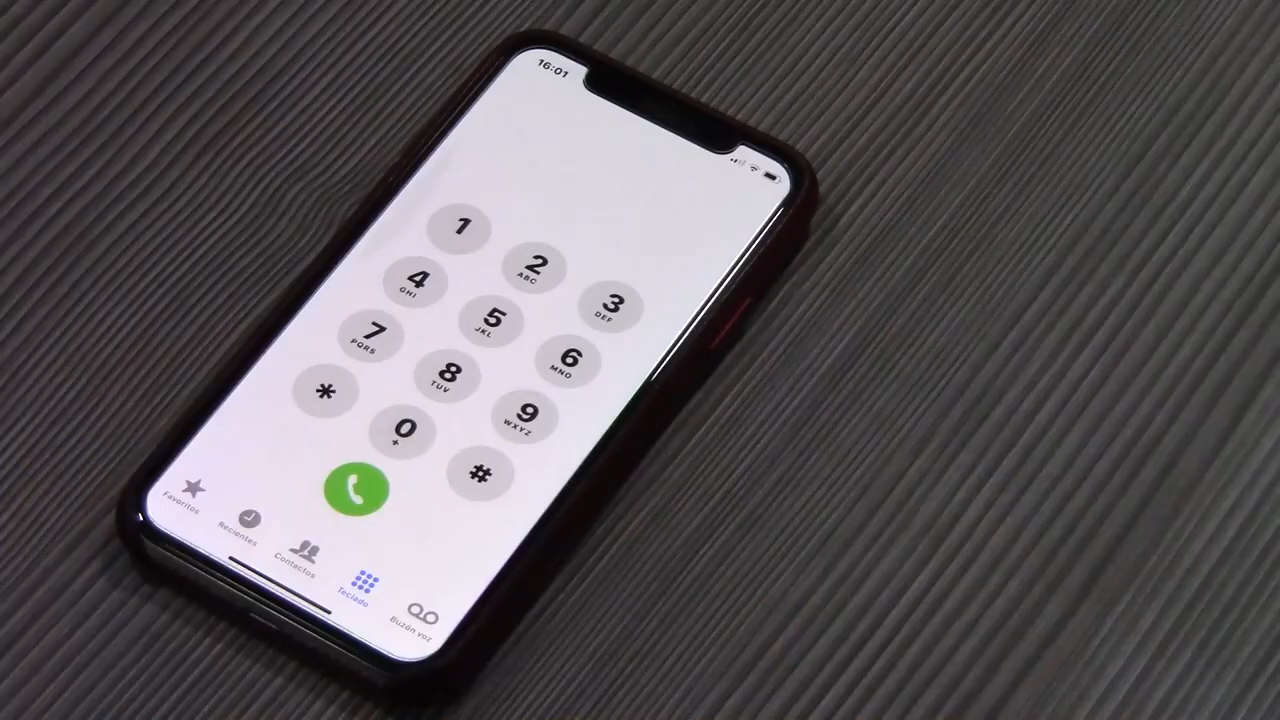 16:01
1
2
ABC
3
DEF
4
GHI
5
JKL
6
MNO
7
PQRS
8
TUV
9
WXYZ
*
0
+
#
Favoritos
Recientes
Contactos
Teclado
Buzón voz